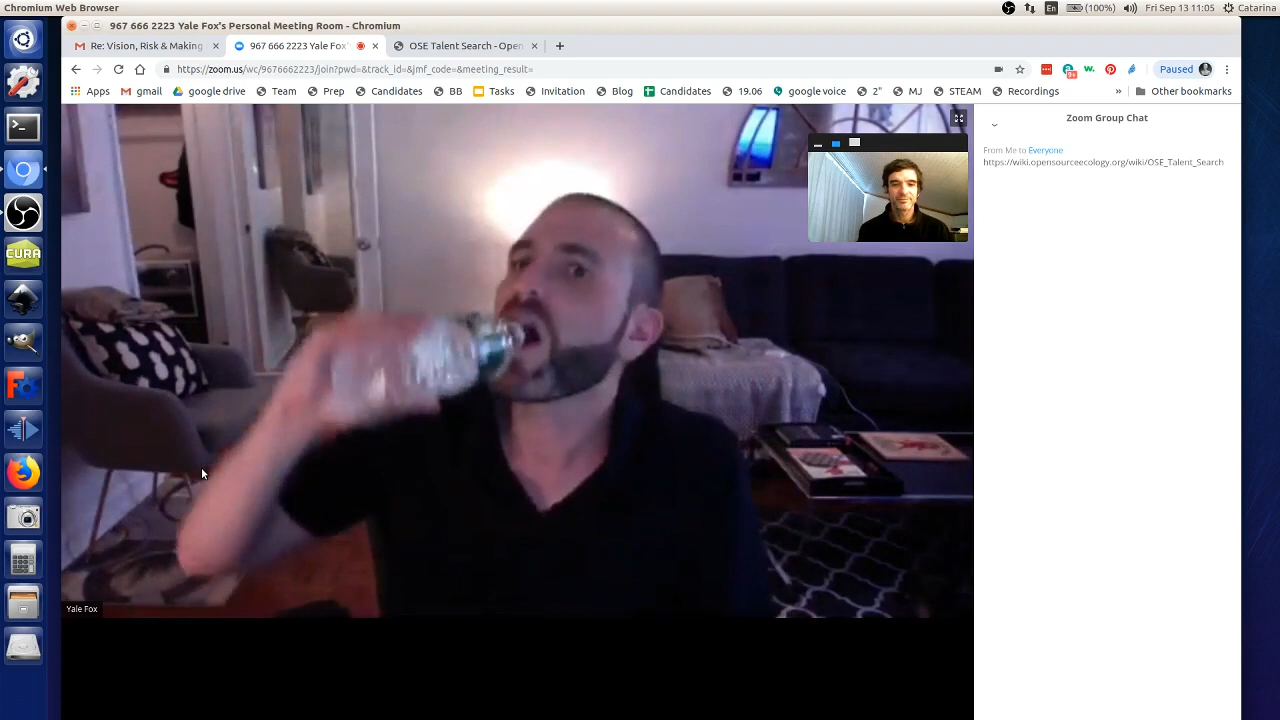 Chromium Web Browser
En
(100%)
Fri Sep 13 11:05
Catarina
967 666 2223 Yale Fox's Personal Meeting Room - Chromium
Re: Vision, Risk & Making
967 666 2223 Yale Fox'
OSE Talent Search - Open
https://zoom.us/wc/9676662223/join?pwd=&track_id=&jmf_code=&meeting_result=
9+
w.
Paused
Apps
gmail
google drive
Team
Prep
Candidates
BB
Tasks
Invitation
Blog
Candidate
19.06
google voice
2"
MJ
STEAM
Recordings
»
Other bookmarks
Zoom Group Chat
From Me to Everyone
https://wiki.opensourceecology.org/wiki/OSE_Talent_Search
CURA
Yale Fox